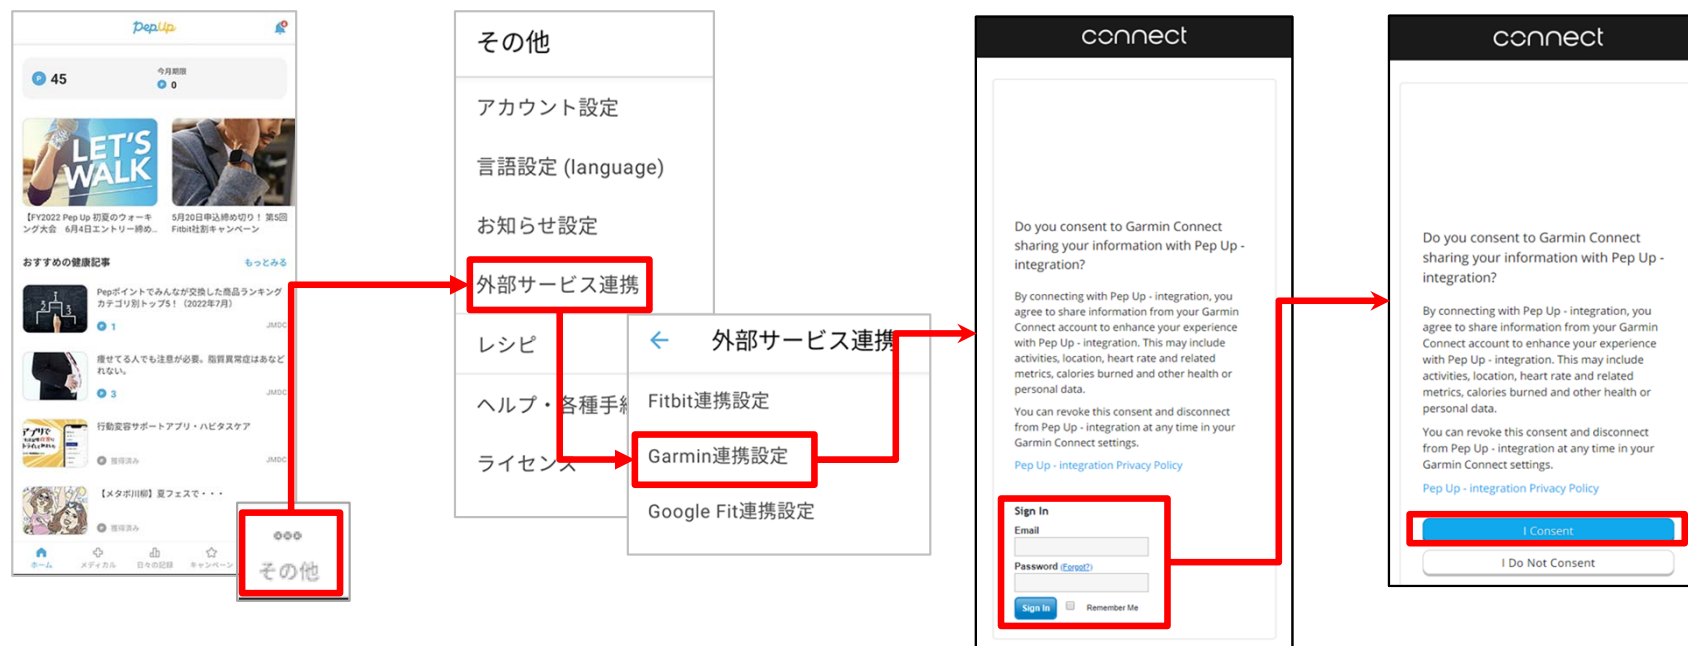 PepUp
4
P 45
今月期限
P 0
LET'S
WALK
【FY2022 Pep Up 初夏のウォーキ
ング大会 6月4日エントリー締め...
5月20日申込締め切り！ 第5回
Fitbit社割キャンペーン
おすすめの健康記事
もっとみる
Pepポイントでみんなが交換した商品ランキング
カテゴリ別トップ5！（2022年7月）
P 1
JMDC
痩せてる人でも注意が必要。脂質異常症はあなど
れない。
P 3
JMDC
行動変容サポートアプリ・ハビタスケア
P 獲得済み
JMDC
【メタボ川柳】夏フェスで・・・
P 獲得済み
ホーム
メディカル
日々の記録
キャンペーン
その他
その他
アカウント設定
言語設定 (language)
お知らせ設定
外部サービス連携
レシピ
ヘルプ・各種手続
ライセンス
外部サービス連携
Fitbit連携設定
Garmin連携設定
Google Fit連携設定
connect
Do you consent to Garmin Connect
sharing your information with Pep Up -
integration?
By connecting with Pep Up - integration, you
agree to share information from your Garmin
Connect account to enhance your experience
with Pep Up - integration. This may include
activities, location, heart rate and related
metrics, calories burned and other health or
personal data.
You can revoke this consent and disconnect
from Pep Up - integration at any time in your
Garmin Connect settings.
Pep Up - integration Privacy Policy
Sign In
Email
Password (Forgot?)
Sign In
Remember Me
connect
Do you consent to Garmin Connect
sharing your information with Pep Up -
integration?
By connecting with Pep Up - integration, you
agree to share information from your Garmin
Connect account to enhance your experience
with Pep Up - integration. This may include
activities, location, heart rate and related
metrics, calories burned and other health or
personal data.
You can revoke this consent and disconnect
from Pep Up - integration at any time in your
Garmin Connect settings.
Pep Up - integration Privacy Policy
I Consent
I Do Not Consent